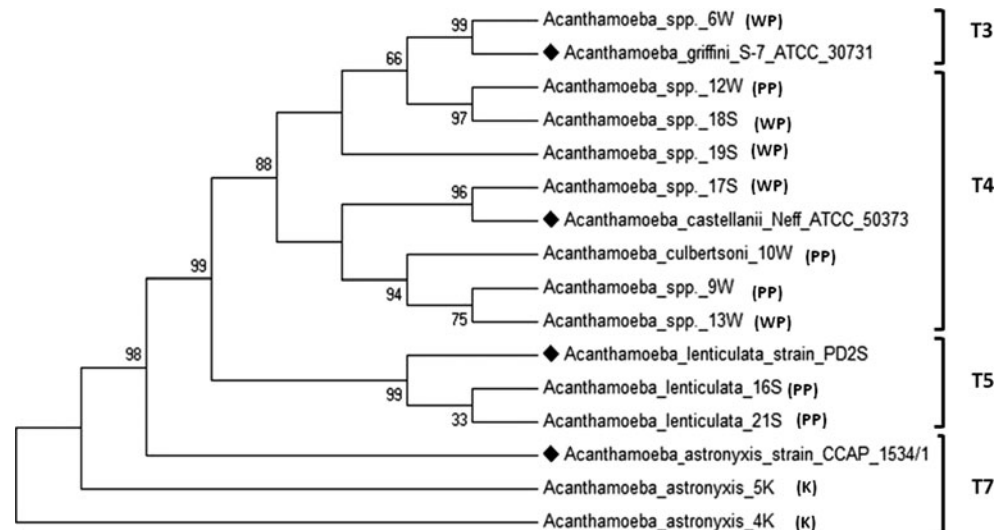 99 Acanthamoeba_spp._6W (WP) T3
66 ◆ Acanthamoeba_griffini_S-7_ATCC_30731
Acanthamoeba_spp._12W (PP)
97 Acanthamoeba_spp._18S (WP)
88 Acanthamoeba_spp._19S (WP)
96 Acanthamoeba_spp._17S (WP) T4
◆ Acanthamoeba_castellanii_Neff_ATCC_50373
99 Acanthamoeba_culbertsoni_10W (PP)
94 Acanthamoeba_spp._9W (PP)
75 Acanthamoeba_spp._13W (WP)
98 ◆ Acanthamoeba_lenticulata_strain_PD2S
99 Acanthamoeba_lenticulata_16S (PP) T5
33 Acanthamoeba_lenticulata_21S (PP)
◆ Acanthamoeba_astronyxis_strain_CCAP_1534/1
Acanthamoeba_astronyxis_5K (K) T7
Acanthamoeba_astronyxis_4K (K)